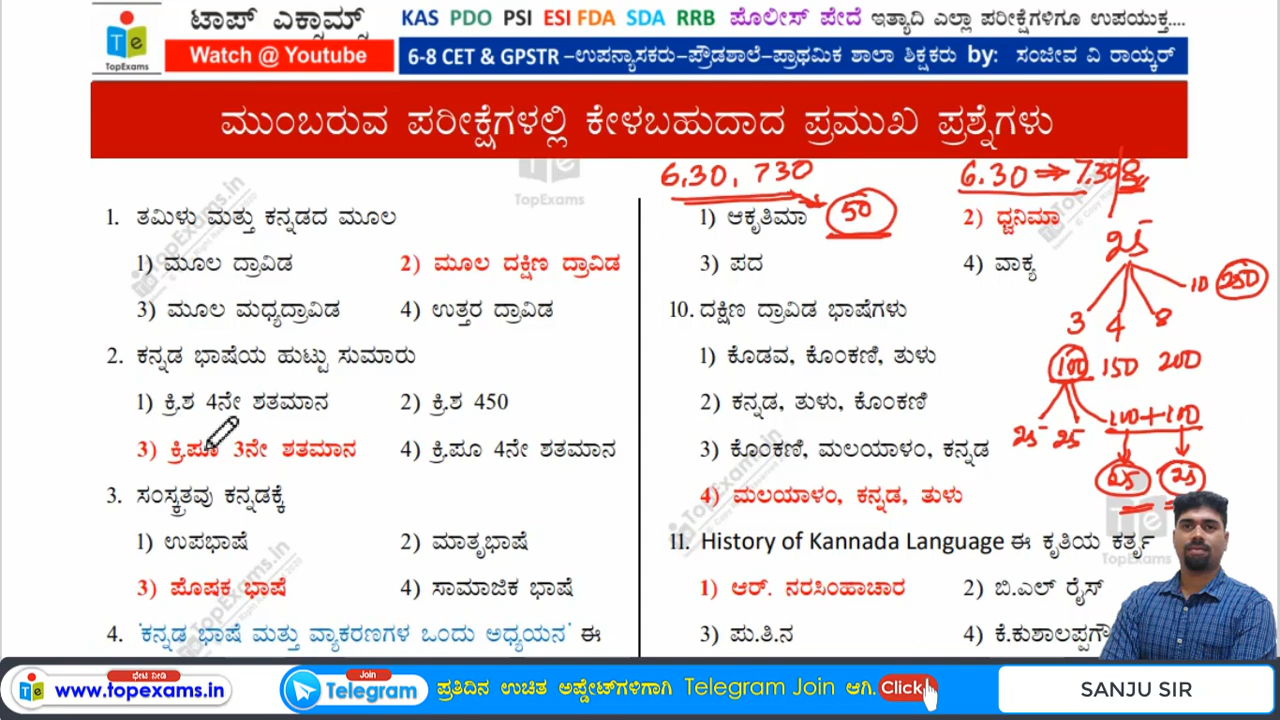 ಟಾಪ್ ಎಕ್ಸಾಮ್ಸ್ KAS PDO PSI ESI FDA SDA RRB ಪೊಲೀಸ್ ಪೇದೆ ಇತ್ಯಾದಿ ಎಲ್ಲಾ ಪರೀಕ್ಷೆಗಳಿಗೂ ಉಪಯುಕ್ತ....
Te
TopExams
Watch @ Youtube
6-8 CET & GPSTR –ಉಪನ್ಯಾಸಕರು–ಪ್ರೌಡಶಾಲೆ–ಪ್ರಾಥಮಿಕ ಶಾಲಾ ಶಿಕ್ಷಕರು by: ಸಂಜೀವ ವಿ ರಾಯ್ಕರ್
ಮುಂಬರುವ ಪರೀಕ್ಷೆಗಳಲ್ಲಿ ಕೇಳಬಹುದಾದ ಪ್ರಮುಖ ಪ್ರಶ್ನೆಗಳು
TopExams
1. ತಮಿಳು ಮತ್ತು ಕನ್ನಡದ ಮೂಲ
1) ಮೂಲ ದ್ರಾವಿಡ 2) ಮೂಲ ದಕ್ಷಿಣ ದ್ರಾವಿಡ
3) ಮೂಲ ಮಧ್ಯದ್ರಾವಿಡ 4) ಉತ್ತರ ದ್ರಾವಿಡ
2. ಕನ್ನಡ ಭಾಷೆಯ ಹುಟ್ಟು ಸುಮಾರು
1) ಕ್ರಿ.ಶ 4ನೇ ಶತಮಾನ 2) ಕ್ರಿ.ಶ 450
3) ಕ್ರಿ.ಪೂ 3ನೇ ಶತಮಾನ 4) ಕ್ರಿ.ಪೂ 4ನೇ ಶತಮಾನ
3. ಸಂಸ್ಕ್ರತವು ಕನ್ನಡಕ್ಕೆ
1) ಉಪಭಾಷೆ 2) ಮಾತೃಭಾಷೆ
3) ಪೊಷಕ ಭಾಷೆ 4) ಸಾಮಾಜಿಕ ಭಾಷೆ
4. 'ಕನ್ನಡ ಭಾಷೆ ಮತ್ತು ವ್ಯಾಕರಣಗಳ ಒಂದು ಅಧ್ಯಯನ' ಈ
6.30, 730 6.30 → 7.30
1) ಆಕೃತಿಮಾ 50 2) ಧ್ವನಿಮಾ
25
3) ಪದ 4) ವಾಕ್ಯ
10 250
10. ದಕ್ಷಿಣ ದ್ರಾವಿಡ ಭಾಷೆಗಳು
3 4 8
1) ಕೊಡವ, ಕೊಂಕಣಿ, ತುಳು
100 150 200
2) ಕನ್ನಡ, ತುಳು, ಕೊಂಕಣಿ
100+100
25 25
3) ಕೊಂಕಣಿ, ಮಲಯಾಳಂ, ಕನ್ನಡ
25 25
4) ಮಲಯಾಳಂ, ಕನ್ನಡ, ತುಳು
11. History of Kannada Language ಈ ಕೃತಿಯ ಕರ್ತೃ
1) ಆರ್. ನರಸಿಂಹಾಚಾರ 2) ಬಿ.ಎಲ್ ರೈಸ್
3) ಪು.ತಿ.ನ 4) ಕೆ.ಕುಶಾಲಪ್ಪಗೌ
ಭೇಟಿ ನೀಡಿ
www.topexams.in
Join
Telegram
ಪ್ರತಿದಿನ ಉಚಿತ ಅಪ್ಡೇಟ್‌ಗಳಿಗಾಗಿ Telegram Join ಆಗಿ. Click
SANJU SIR